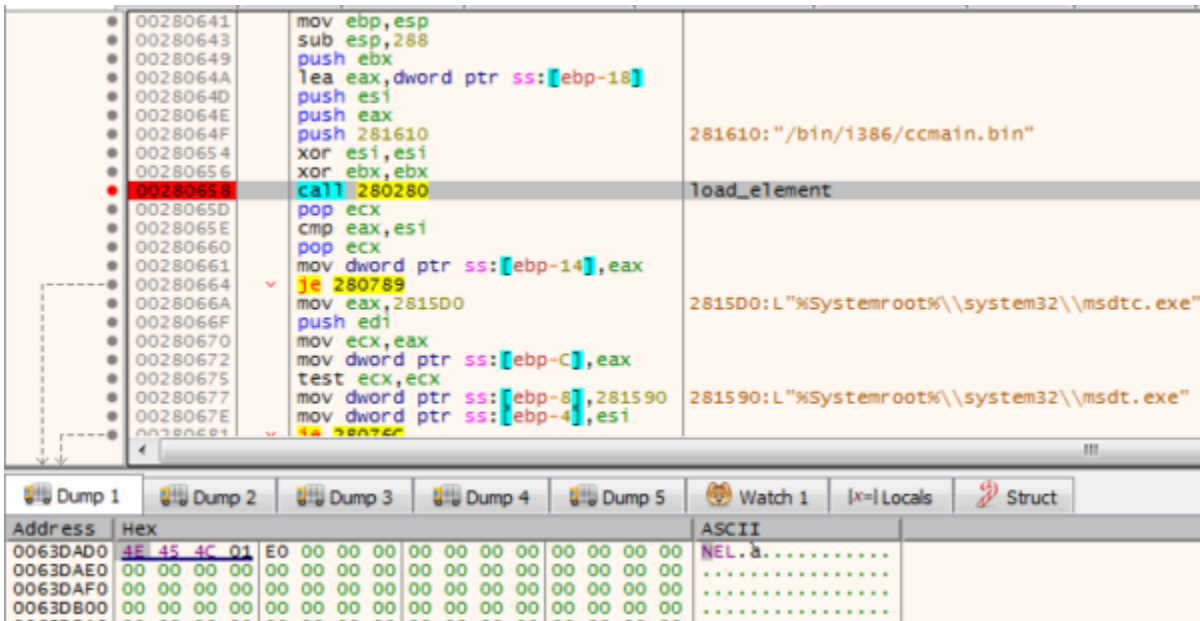 00280641 mov ebp,esp
00280643 sub esp,288
00280649 push ebx
0028064A lea eax,dword ptr ss:[ebp-18]
0028064D push esi
0028064E push eax
0028064F push 281610 281610:"/bin/i386/ccmain.bin"
00280654 xor esi,esi
00280656 xor ebx,ebx
00280658 call 280280 load_element
0028065D pop ecx
0028065E cmp eax,esi
00280660 pop ecx
00280661 mov dword ptr ss:[ebp-14],eax
00280664 je 280789
0028066A mov eax,2815D0 2815D0:L"%Systemroot%\\system32\\msdtc.exe"
0028066F push edi
00280670 mov ecx,eax
00280672 mov dword ptr ss:[ebp-C],eax
00280675 test ecx,ecx
00280677 mov dword ptr ss:[ebp-8],281590 281590:L"%Systemroot%\\system32\\msdt.exe"
0028067E mov dword ptr ss:[ebp-4],esi
00280681 je 28076C
Dump 1 Dump 2 Dump 3 Dump 4 Dump 5 Watch 1 [x=] Locals Struct
Address Hex ASCII
0063DAD0 4E 45 4C 01 E0 00 00 00 00 00 00 00 00 00 00 00 NEL.à...........
0063DAE0 00 00 00 00 00 00 00 00 00 00 00 00 00 00 00 00 ................
0063DAF0 00 00 00 00 00 00 00 00 00 00 00 00 00 00 00 00 ................
0063DB00 00 00 00 00 00 00 00 00 00 00 00 00 00 00 00 00 ................